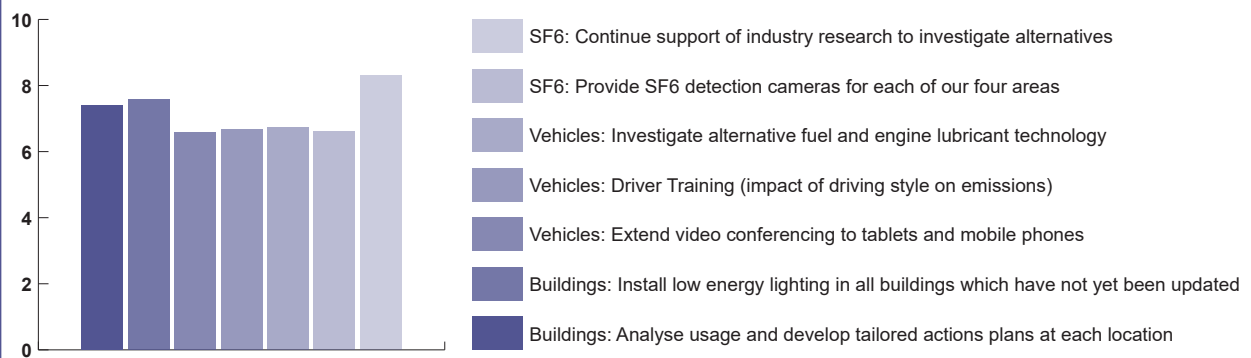 10
8
6
4
2
0
SF6: Continue support of industry research to investigate alternatives
SF6: Provide SF6 detection cameras for each of our four areas
Vehicles: Investigate alternative fuel and engine lubricant technology
Vehicles: Driver Training (impact of driving style on emissions)
Vehicles: Extend video conferencing to tablets and mobile phones
Buildings: Install low energy lighting in all buildings which have not yet been updated
Buildings: Analyse usage and develop tailored actions plans at each location